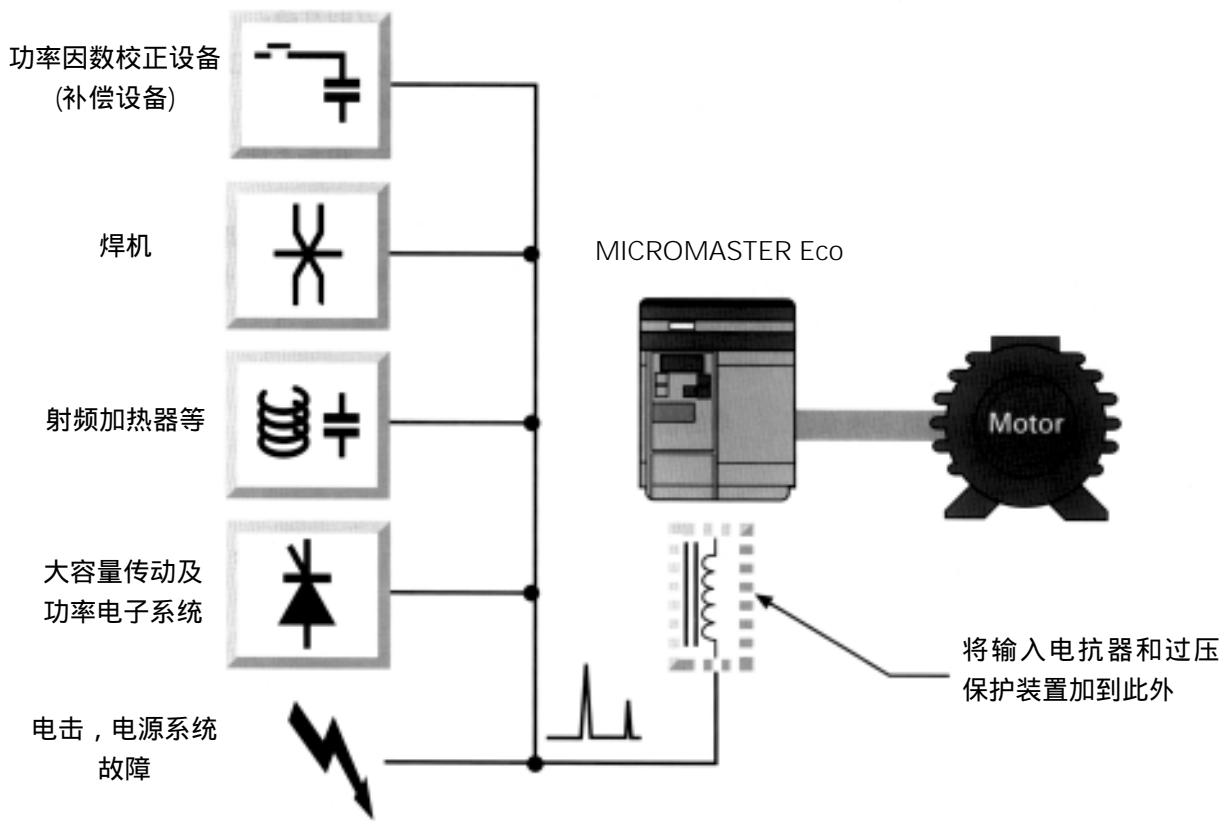 功率因数校正设备
(补偿设备)
焊机
MICROMASTER Eco
射频加热器等
Motor
大容量传动及
功率电子系统
将输入电抗器和过压
保护装置加到此外
电击，电源系统
故障